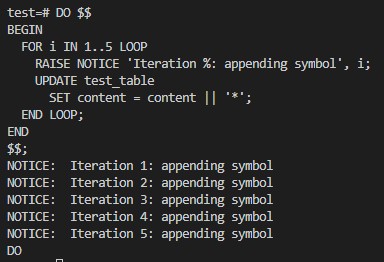 test=# DO $$
BEGIN
  FOR i IN 1..5 LOOP
    RAISE NOTICE 'Iteration %: appending symbol', i;
    UPDATE test_table
      SET content = content || '*';
  END LOOP;
END
$$;
NOTICE:  Iteration 1: appending symbol
NOTICE:  Iteration 2: appending symbol
NOTICE:  Iteration 3: appending symbol
NOTICE:  Iteration 4: appending symbol
NOTICE:  Iteration 5: appending symbol
DO